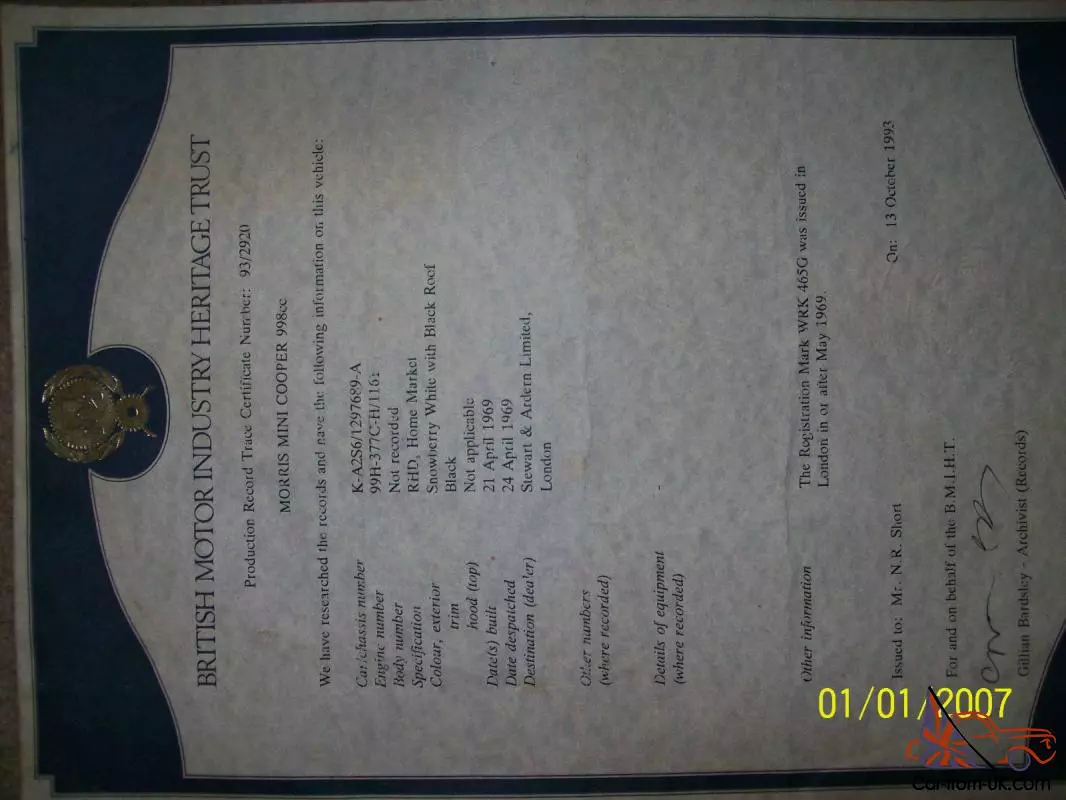 BRITISH MOTOR INDUSTRY HERITAGE TRUST
Production Record Trace Certificate Number: 93/2920
MORRIS MINI COOPER 998cc
We have researched the records and have the following information on this vehicle:
Car/chassis number K-A2S6/1297689-A
Engine number 99H-377C-H/1161
Body number Not recorded
Specification RHD, Home Market
Colour, exterior Snowberry White with Black Roof
trim Black
hood (top) Not applicable
Date(s) built 21 April 1969
Date despatched 24 April 1969
Destination (dealer) Stewart & Ardern Limited,
London
Other numbers
(where recorded)
Details of equipment -
(where recorded)
Other information The Registration Mark WRK 465G was issued in
London in or after May 1969.
Issued to: Mr. N.R. Short On: 13 October 1993
For and on behalf of the B.M.I.H.T.
Gillian Bardsley - Archivist (Records)
01/01/2007
Car-from-uk.com